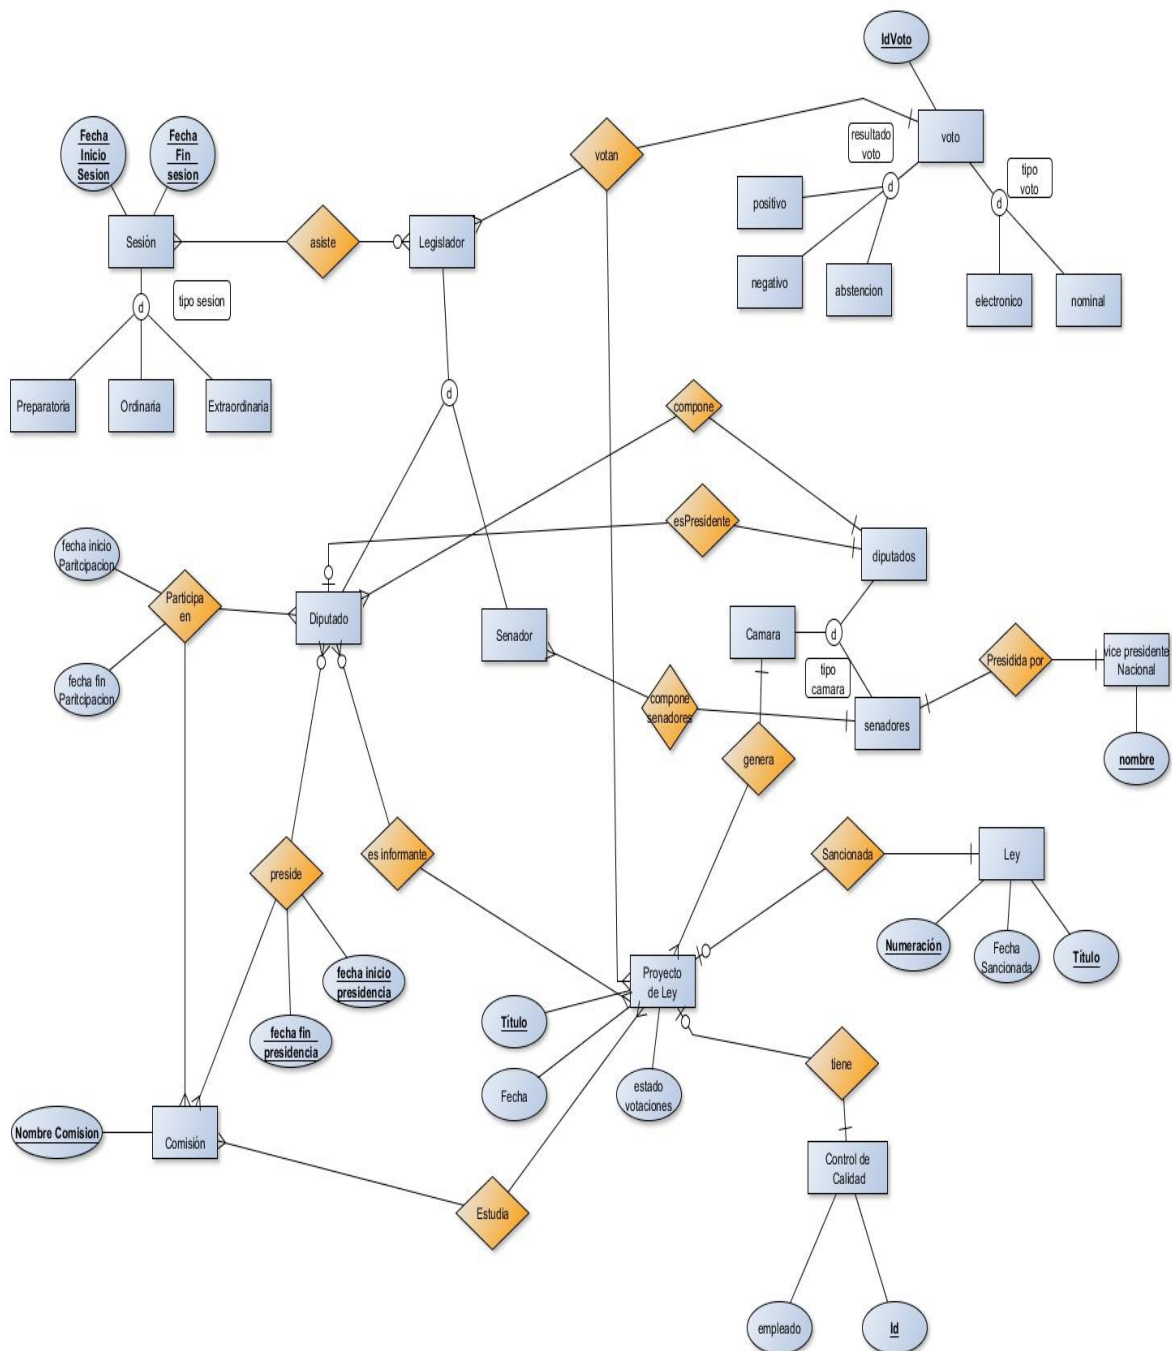 IdVoto
Fecha
Inicio
Sesion
Fecha
Fin
sesion
votan
resultado
voto
voto
tipo
voto
d
d
positivo
Sesión
asiste
Legislador
negativo
abstencion
electronico
nominal
d
tipo sesion
Preparatoria
Ordinaria
Extraordinaria
d
compone
esPresidente
fecha inicio
Paritcipacion
diputados
Participa
en
Diputado
Senador
Camara
d
tipo
camara
Presidida por
vice presidente
Nacional
fecha fin
Paritcipacion
compone
senadores
senadores
genera
nombre
es informante
Sancionada
Ley
preside
Numeración
Fecha
Sancionada
Titulo
fecha inicio
presidencia
Proyecto
de Ley
Titulo
fecha fin
presidencia
Fecha
estado
votaciones
tiene
Nombre Comision
Comisión
Control de
Calidad
Estudia
empleado
Id